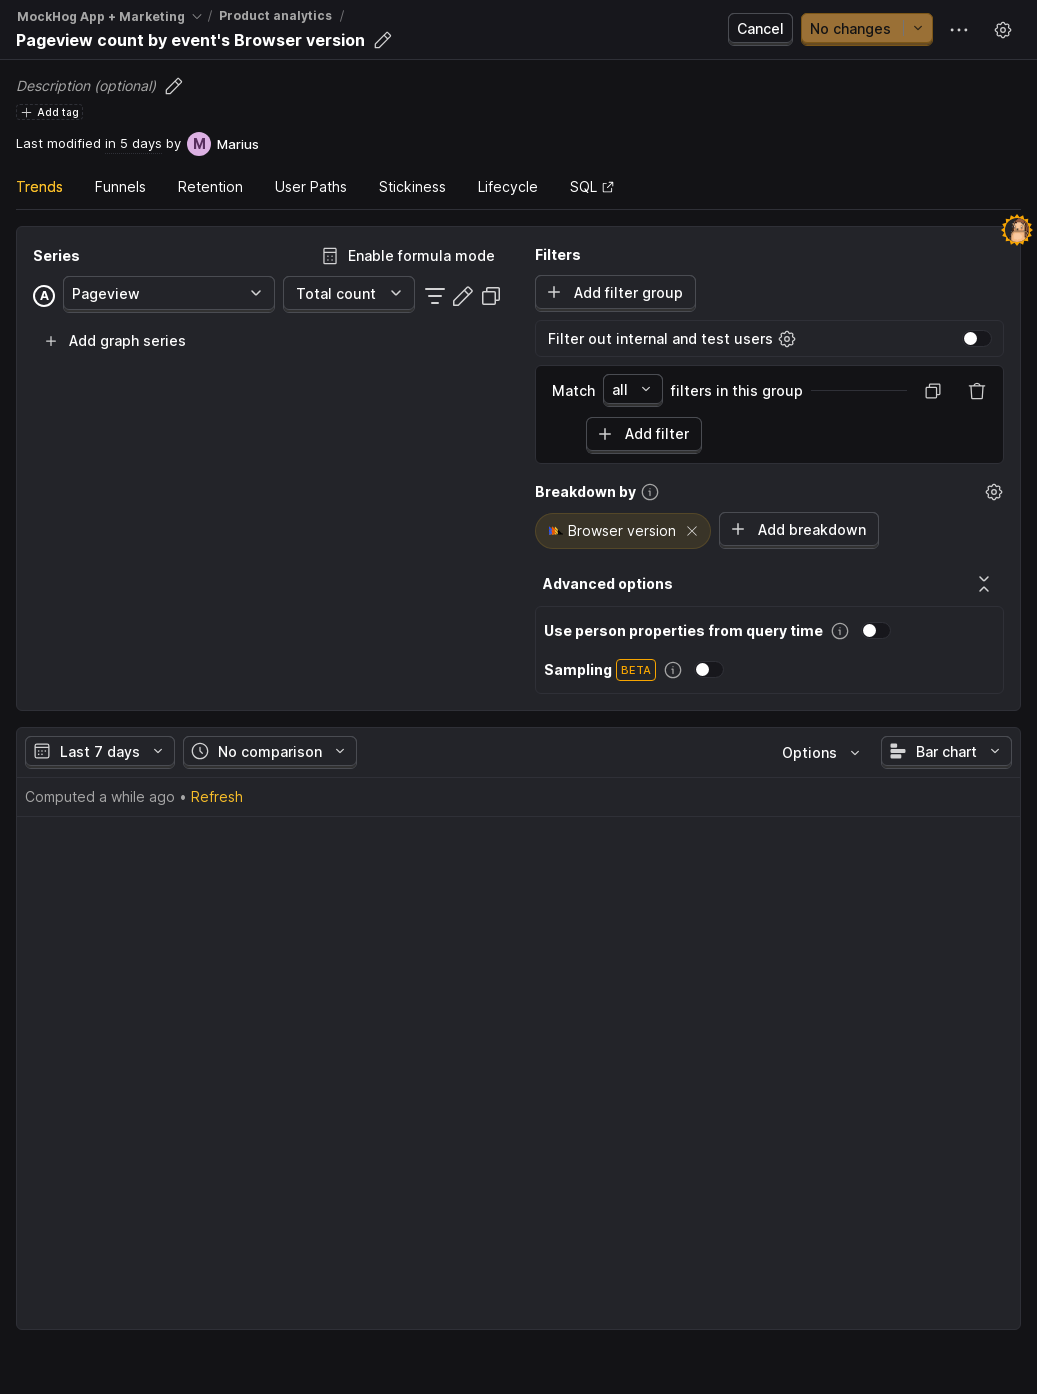 MockHog App + Marketing / Product analytics /
Pageview count by event's Browser version
Cancel
No changes
Description (optional)
Add tag
Last modified in 5 days by M Marius
Trends Funnels Retention User Paths Stickiness Lifecycle SQL
Series
Enable formula mode
A Pageview Total count
Add graph series
Filters
Add filter group
Filter out internal and test users
Match all filters in this group
Add filter
Breakdown by
Browser version
Add breakdown
Advanced options
Use person properties from query time
Sampling BETA
Last 7 days No comparison Options Bar chart
Computed a while ago • Refresh